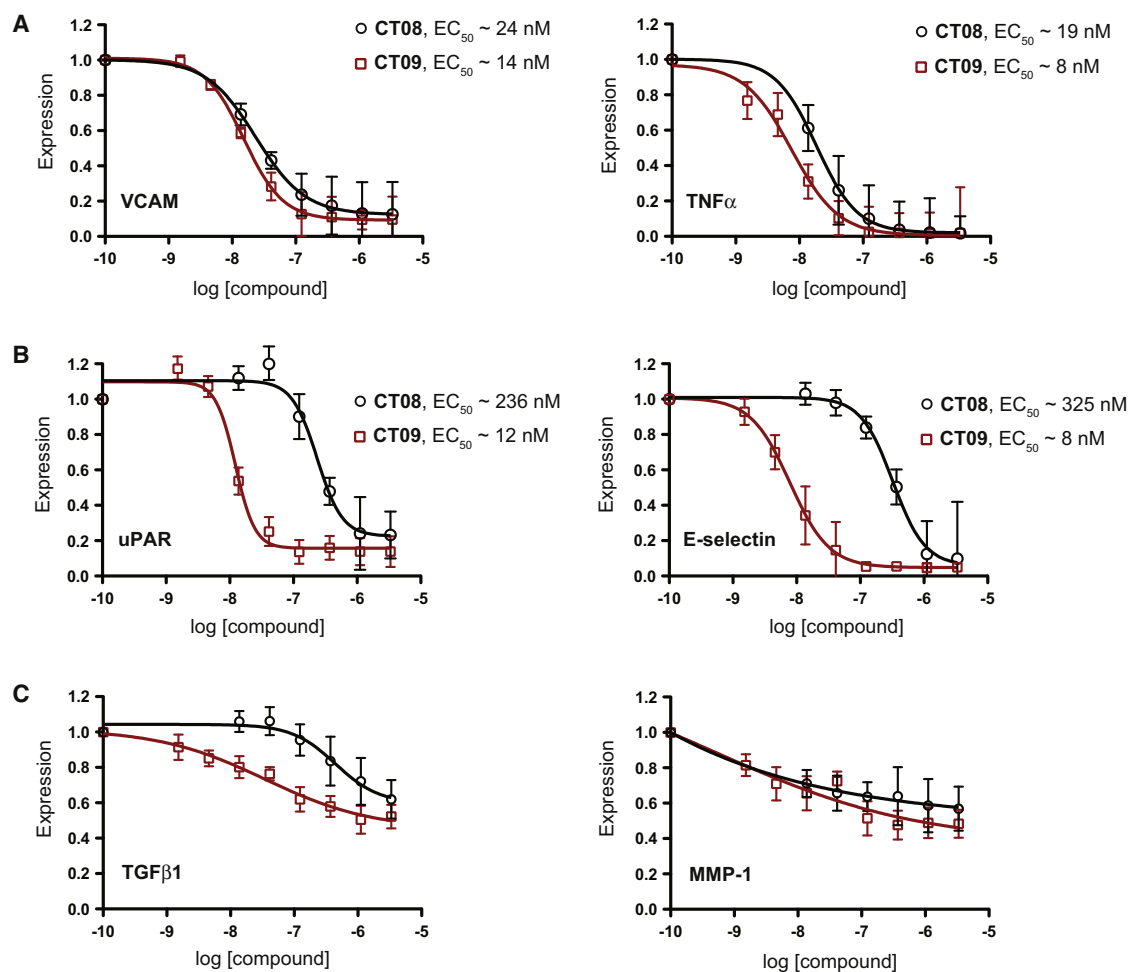 A
1.2
1.0
0.8
0.6
0.4
0.2
0.0
Expression
-10
-9
-8
-7
-6
-5
log [compound]
VCAM
CT08, EC50 ~ 24 nM
CT09, EC50 ~ 14 nM
1.2
1.0
0.8
0.6
0.4
0.2
0.0
Expression
-10
-9
-8
-7
-6
-5
log [compound]
TNFα
CT08, EC50 ~ 19 nM
CT09, EC50 ~ 8 nM
B
1.2
1.0
0.8
0.6
0.4
0.2
0.0
Expression
-10
-9
-8
-7
-6
-5
log [compound]
uPAR
CT08, EC50 ~ 236 nM
CT09, EC50 ~ 12 nM
1.2
1.0
0.8
0.6
0.4
0.2
0.0
Expression
-10
-9
-8
-7
-6
-5
log [compound]
E-selectin
CT08, EC50 ~ 325 nM
CT09, EC50 ~ 8 nM
C
1.2
1.0
0.8
0.6
0.4
0.2
0.0
Expression
-10
-9
-8
-7
-6
-5
log [compound]
TGFβ1
1.2
1.0
0.8
0.6
0.4
0.2
0.0
Expression
-10
-9
-8
-7
-6
-5
log [compound]
MMP-1